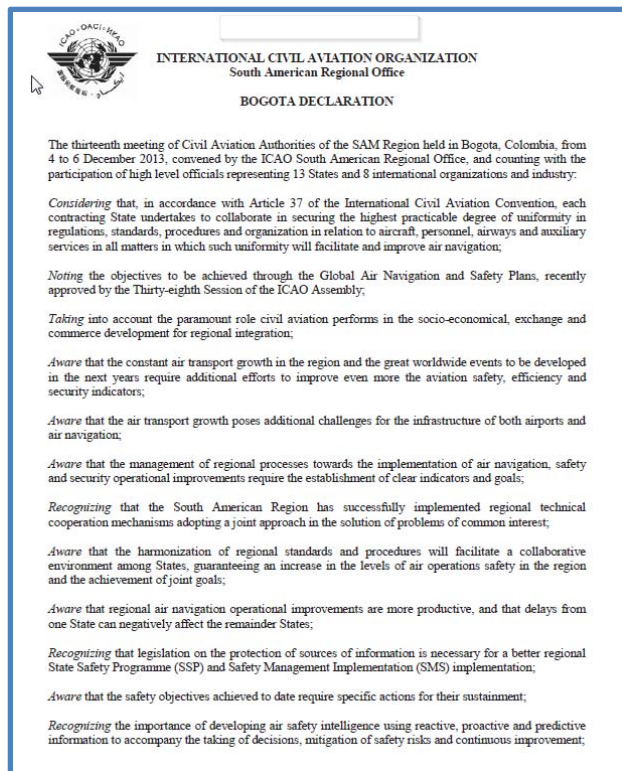 ICAO · OACI · ИКАО
INTERNATIONAL CIVIL AVIATION ORGANIZATION
South American Regional Office
BOGOTA DECLARATION
The thirteenth meeting of Civil Aviation Authorities of the SAM Region held in Bogota, Colombia, from
4 to 6 December 2013, convened by the ICAO South American Regional Office, and counting with the
participation of high level officials representing 13 States and 8 international organizations and industry:
Considering that, in accordance with Article 37 of the International Civil Aviation Convention, each
contracting State undertakes to collaborate in securing the highest practicable degree of uniformity in
regulations, standards, procedures and organization in relation to aircraft, personnel, airways and auxiliary
services in all matters in which such uniformity will facilitate and improve air navigation;
Noting the objectives to be achieved through the Global Air Navigation and Safety Plans, recently
approved by the Thirty-eighth Session of the ICAO Assembly;
Taking into account the paramount role civil aviation performs in the socio-economical, exchange and
commerce development for regional integration;
Aware that the constant air transport growth in the region and the great worldwide events to be developed
in the next years require additional efforts to improve even more the aviation safety, efficiency and
security indicators;
Aware that the air transport growth poses additional challenges for the infrastructure of both airports and
air navigation;
Aware that the management of regional processes towards the implementation of air navigation, safety
and security operational improvements require the establishment of clear indicators and goals;
Recognizing that the South American Region has successfully implemented regional technical
cooperation mechanisms adopting a joint approach in the solution of problems of common interest;
Aware that the harmonization of regional standards and procedures will facilitate a collaborative
environment among States, guaranteeing an increase in the levels of air operations safety in the region
and the achievement of joint goals;
Aware that regional air navigation operational improvements are more productive, and that delays from
one State can negatively affect the remainder States;
Recognizing that legislation on the protection of sources of information is necessary for a better regional
State Safety Programme (SSP) and Safety Management Implementation (SMS) implementation;
Aware that the safety objectives achieved to date require specific actions for their sustainment;
Recognizing the importance of developing air safety intelligence using reactive, proactive and predictive
information to accompany the taking of decisions, mitigation of safety risks and continuous improvement;